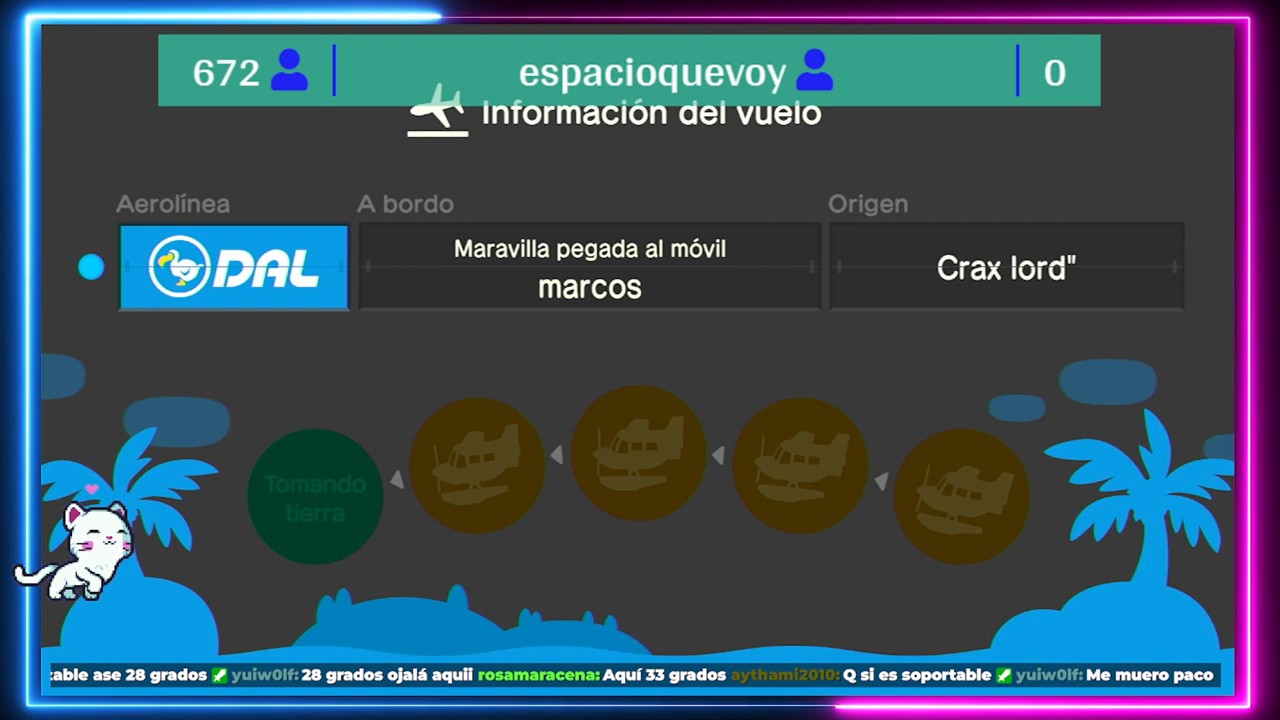 672 espacioquevoy 0
Información del vuelo
Aerolínea A bordo Origen
DAL
Maravilla pegada al móvil
marcos
Crax lord"
Tomando
tierra
table ase 28 grados yuiw0lf: 28 grados ojalá aquii rosamaracena: Aquí 33 grados aythami2010: Q si es soportable yuiw0lf: Me muero paco